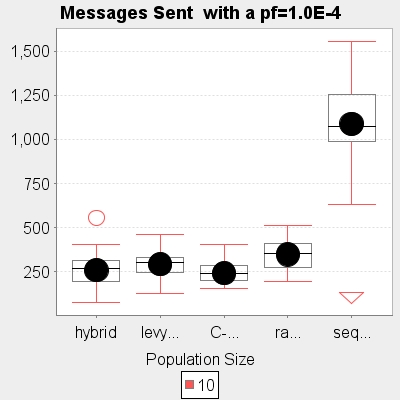 Messages Sent with a pf=1.0E-4
1,500
1,250
1,000
750
500
250
hybrid levy... C-... ra... seq...
Population Size
10